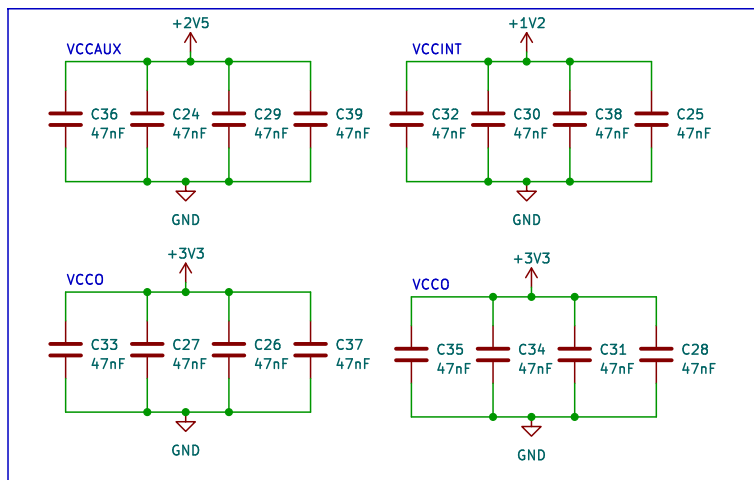 +2V5
VCCAUX
C36
47nF
C24
47nF
C29
47nF
C39
47nF
GND
+1V2
VCCINT
C32
47nF
C30
47nF
C38
47nF
C25
47nF
GND
+3V3
VCCO
C33
47nF
C27
47nF
C26
47nF
C37
47nF
GND
+3V3
VCCO
C35
47nF
C34
47nF
C31
47nF
C28
47nF
GND